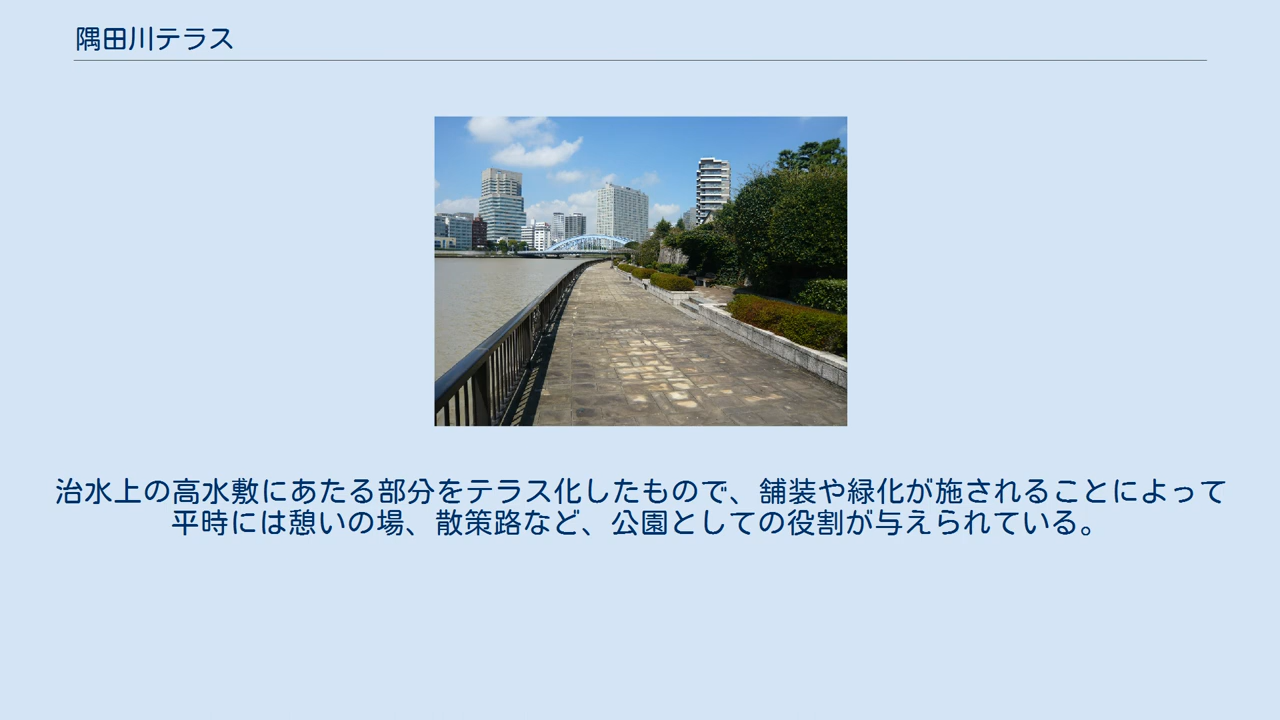 隅田川テラス
治水上の高水敷にあたる部分をテラス化したもので、舗装や緑化が施されることによって
平時には憩いの場、散策路など、公園としての役割が与えられている。